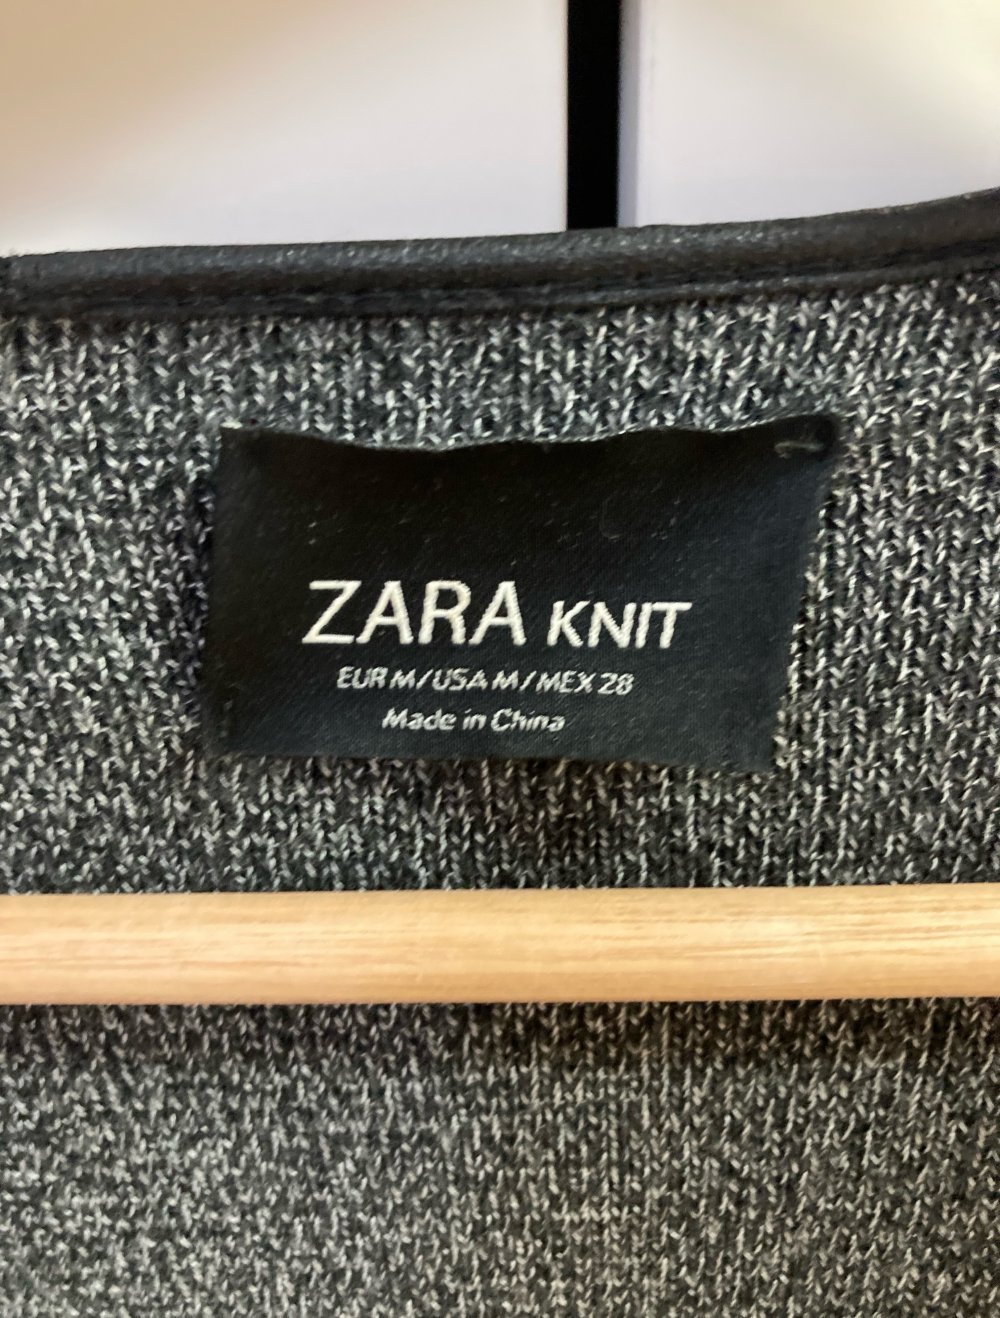 ZARA KNIT
EUR M/USA M/MEX 28
Made in China